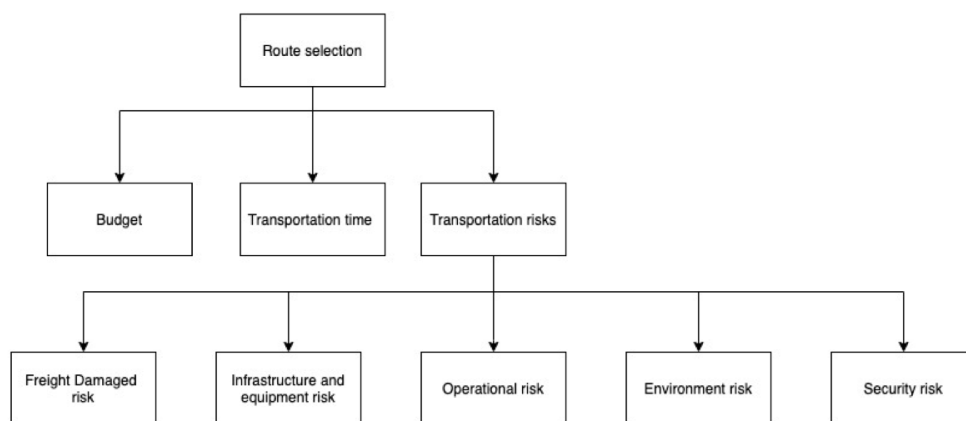 Route selection
Budget
Transportation time
Transportation risks
Freight Damaged
risk
Infrastructure and
equipment risk
Operational risk
Environment risk
Security risk